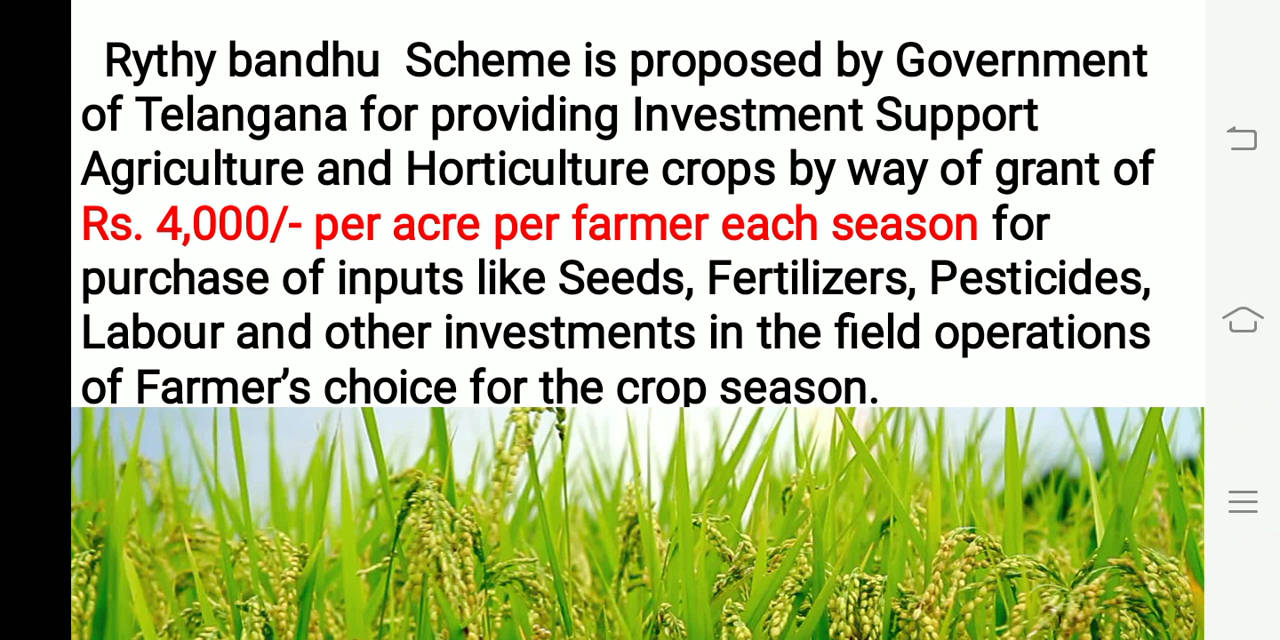 Rythy bandhu Scheme is proposed by Government
of Telangana for providing Investment Support
Agriculture and Horticulture crops by way of grant of
Rs. 4,000/- per acre per farmer each season for
purchase of inputs like Seeds, Fertilizers, Pesticides,
Labour and other investments in the field operations
of Farmer’s choice for the crop season.